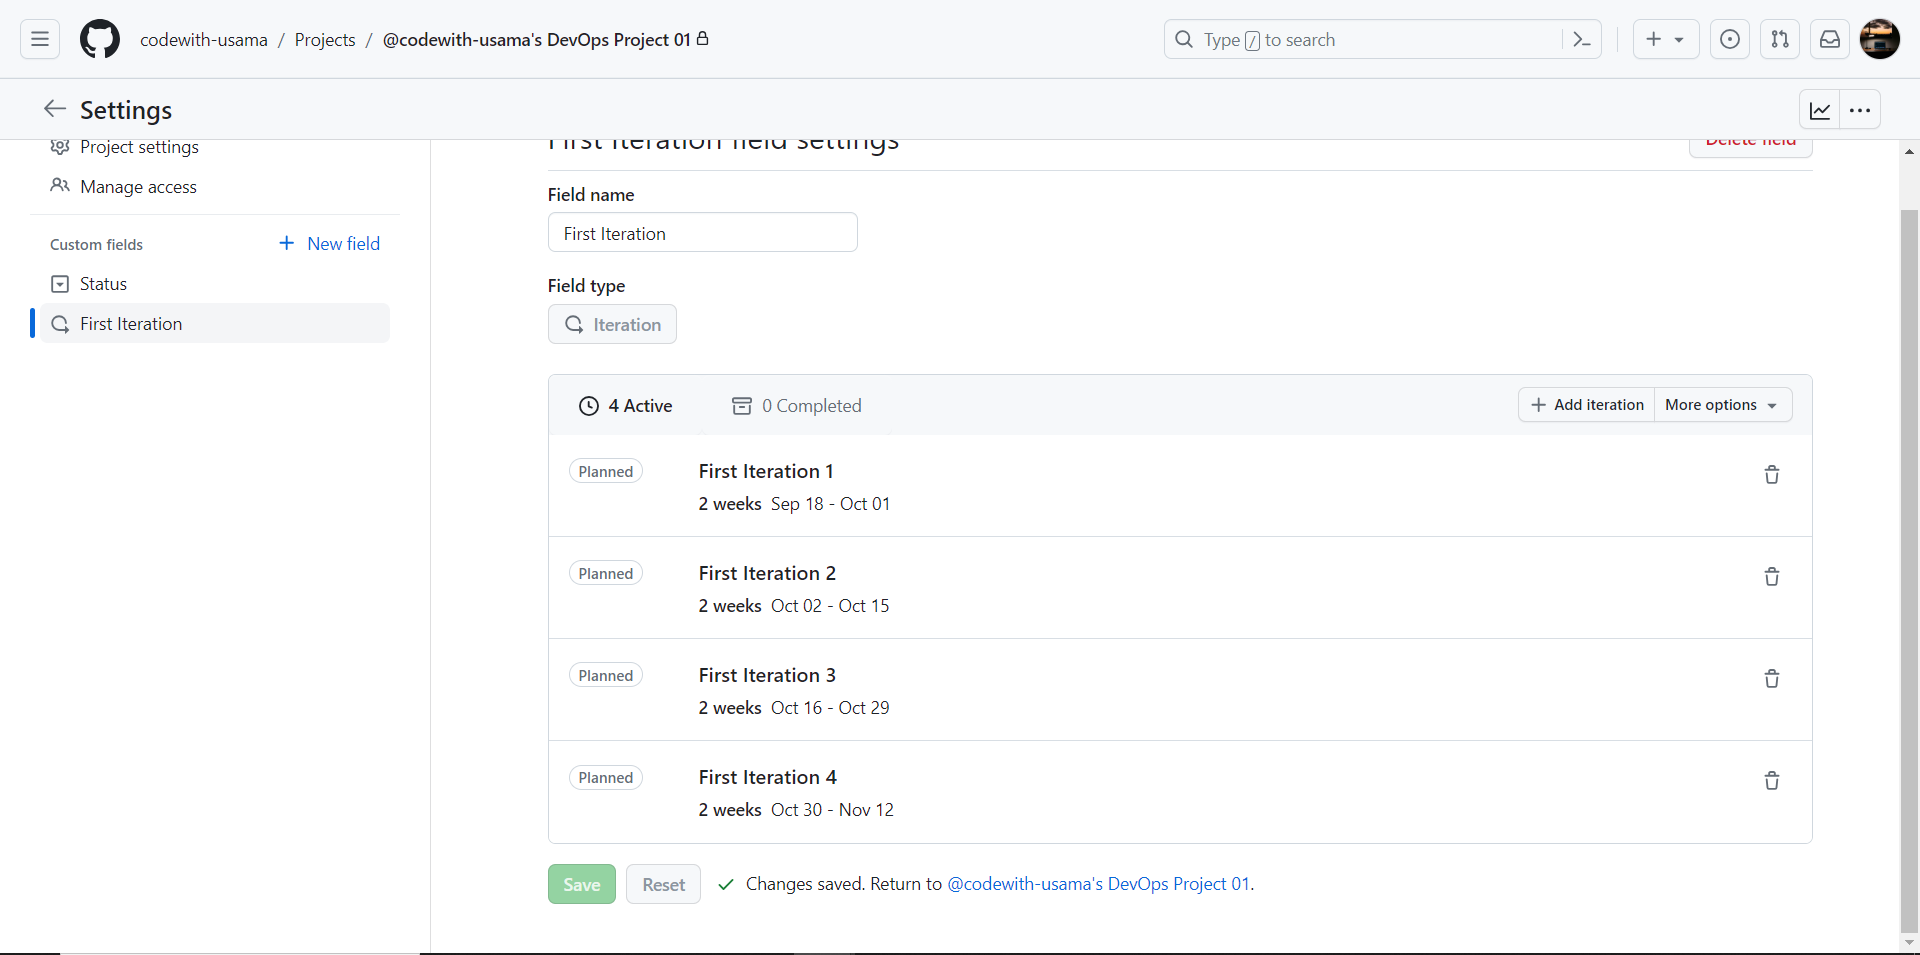 codewith-usama / Projects / @codewith-usama's DevOps Project 01
Type / to search
Settings
Project settings
Manage access
Custom fields
New field
Status
First Iteration
First Iteration field settings
Delete field
Field name
First Iteration
Field type
Iteration
4 Active
0 Completed
Add iteration
More options
Planned
First Iteration 1
2 weeks Sep 18 - Oct 01
Planned
First Iteration 2
2 weeks Oct 02 - Oct 15
Planned
First Iteration 3
2 weeks Oct 16 - Oct 29
Planned
First Iteration 4
2 weeks Oct 30 - Nov 12
Save
Reset
Changes saved. Return to @codewith-usama's DevOps Project 01.